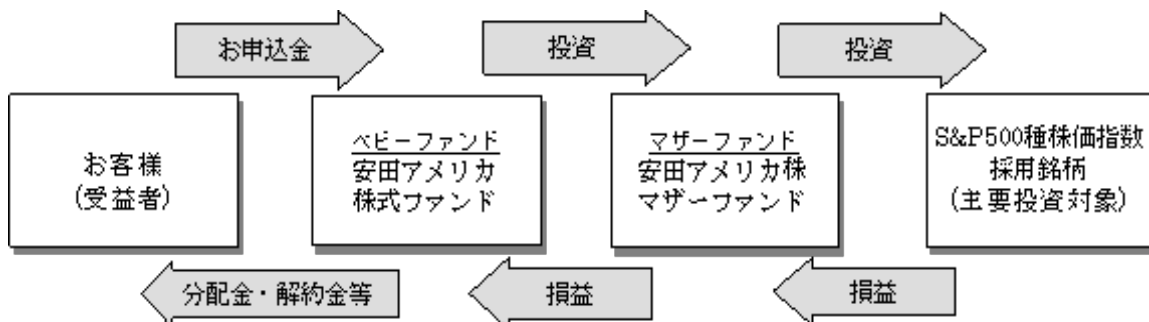 お申込金
投資
投資
お客様
(受益者)
ベビーファンド
安田アメリカ
株式ファンド
マザーファンド
安田アメリカ株
マザーファンド
S&P500種株価指数
採用銘柄
(主要投資対象)
分配金・解約金等
損益
損益